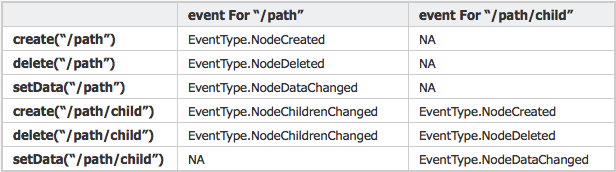 event For “/path” event For “/path/child”
create(“/path”) EventType.NodeCreated NA
delete(“/path”) EventType.NodeDeleted NA
setData(“/path”) EventType.NodeDataChanged NA
create(“/path/child”) EventType.NodeChildrenChanged EventType.NodeCreated
delete(“/path/child”) EventType.NodeChildrenChanged EventType.NodeDeleted
setData(“/path/child”) NA EventType.NodeDataChanged